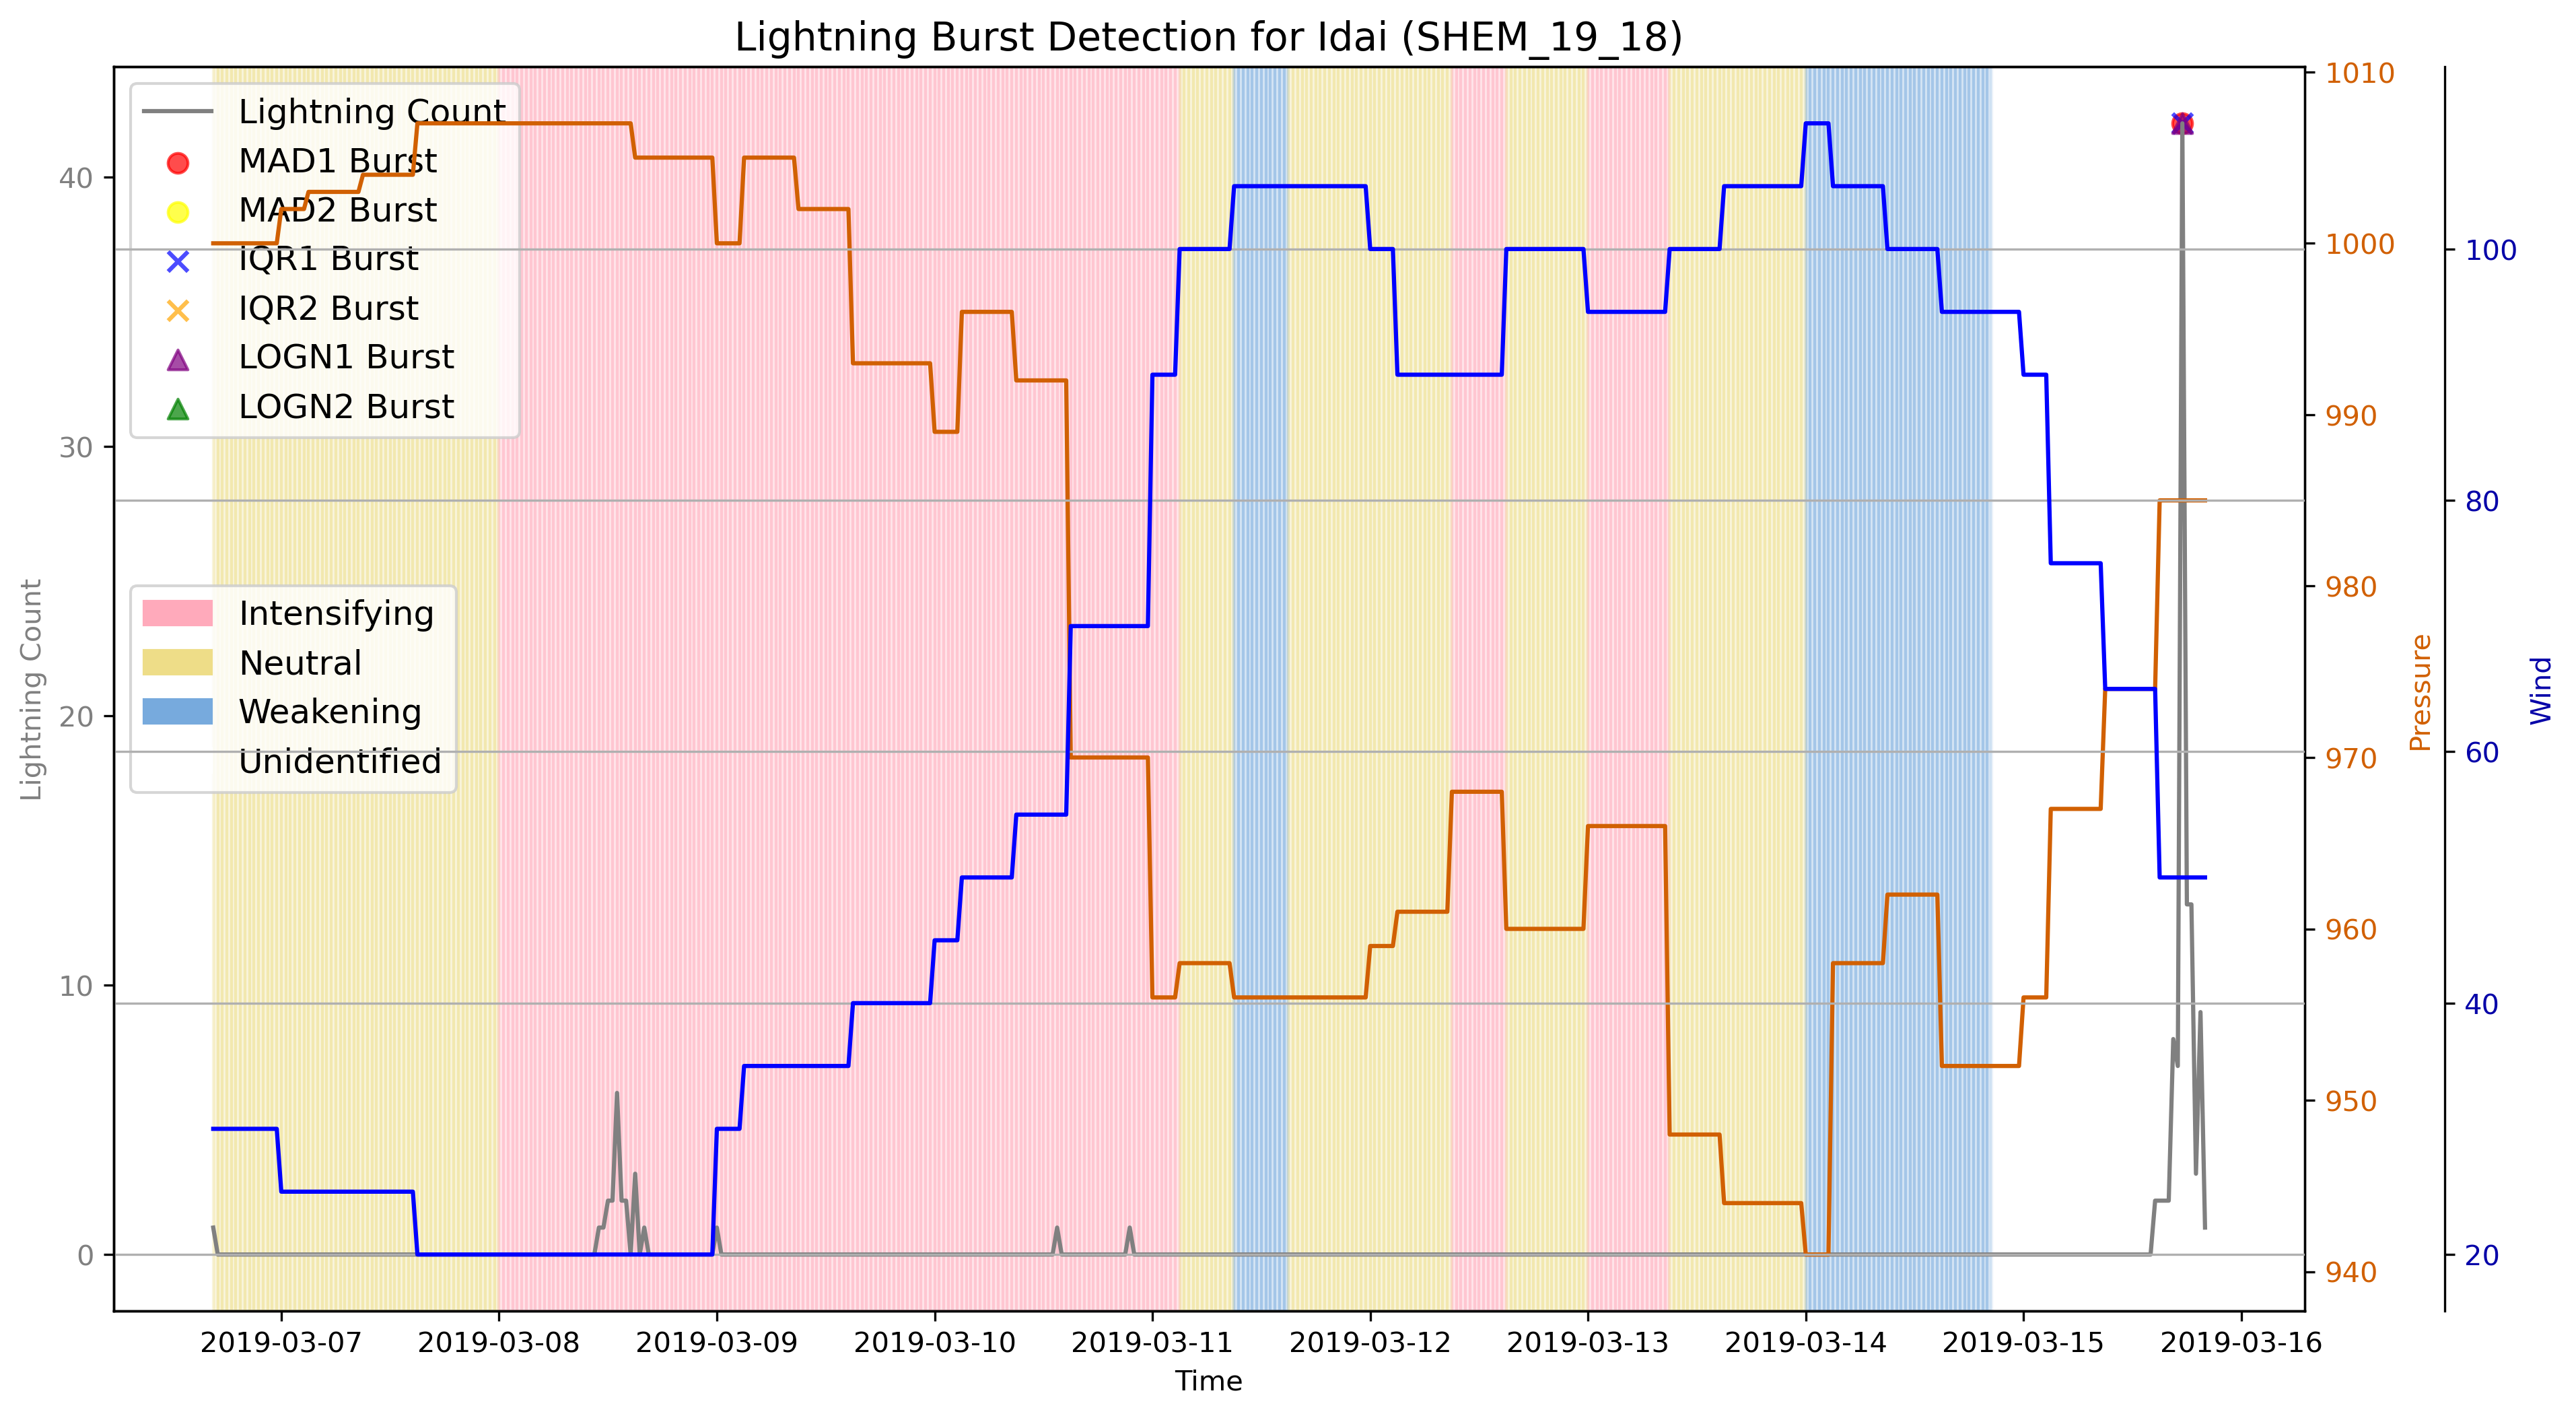 Lightning Burst Detection for Idai (SHEM_19_18)
Lightning Count
MAD1 Burst
MAD2 Burst
IQR1 Burst
IQR2 Burst
LOGN1 Burst
LOGN2 Burst
Intensifying
Neutral
Weakening
Unidentified
40
30
20
10
0
Lightning Count
1010
1000
990
980
970
960
950
940
Pressure
100
80
60
40
20
Wind
2019-03-07 2019-03-08 2019-03-09 2019-03-10 2019-03-11 2019-03-12 2019-03-13 2019-03-14 2019-03-15 2019-03-16
Time